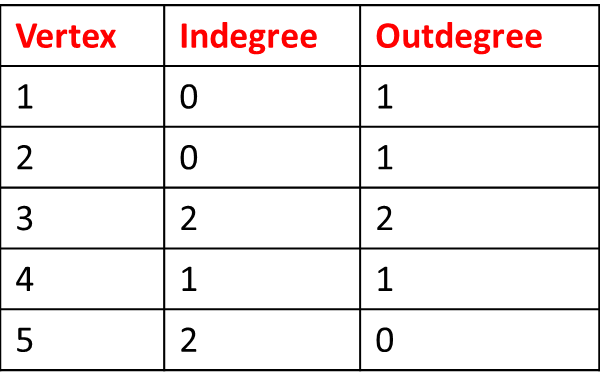 Vertex Indegree Outdegree
1 0 1
2 0 1
3 2 2
4 1 1
5 2 0